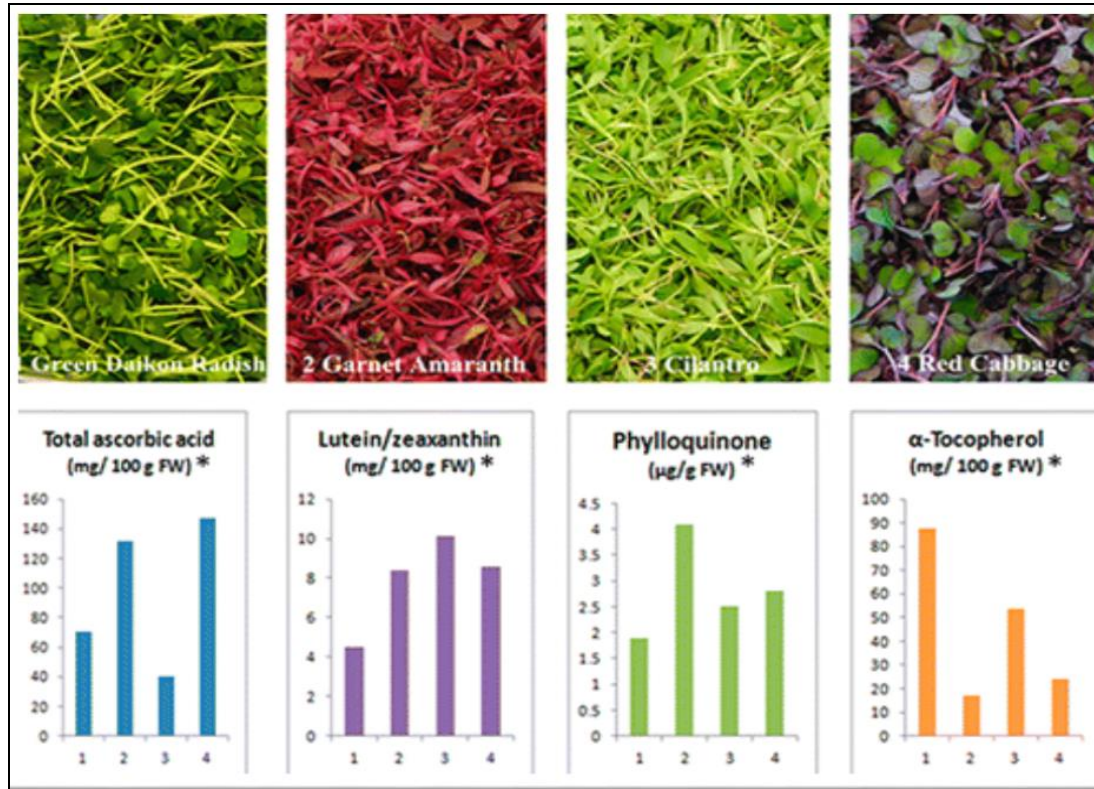 1 Green Daikon Radish
2 Garnet Amaranth
3 Cilantro
4 Red Cabbage
Total ascorbic acid
(mg/ 100 g FW) *
160
140
120
100
80
60
40
20
0
1 2 3 4
Lutein/zeaxanthin
(mg/ 100 g FW) *
12
10
8
6
4
2
0
1 2 3 4
Phylloquinone
(µg/g FW) *
4.5
4
3.5
3
2.5
2
1.5
1
0.5
0
1 2 3 4
α-Tocopherol
(mg/ 100 g FW) *
100
90
80
70
60
50
40
30
20
10
0
1 2 3 4